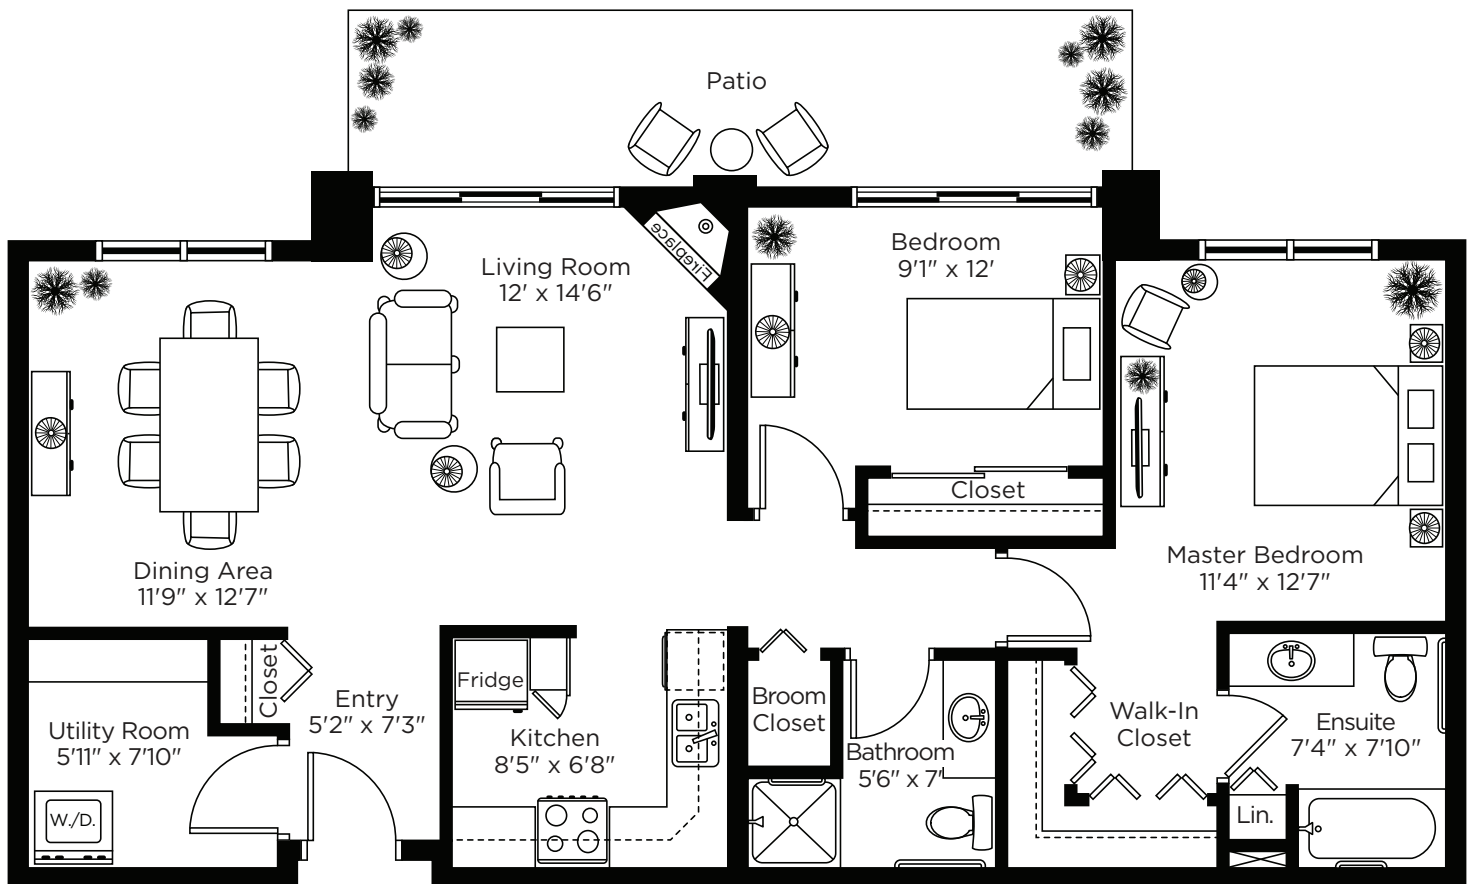 Patio
Living Room
12' x 14'6"
Fireplace
Bedroom
9'1" x 12'
Closet
Dining Area
11'9" x 12'7"
Master Bedroom
11'4" x 12'7"
Closet
Entry
5'2" x 7'3"
Utility Room
5'11" x 7'10"
W./D.
Fridge
Kitchen
8'5" x 6'8"
Broom
Closet
Bathroom
5'6" x 7'
Walk-In
Closet
Ensuite
7'4" x 7'10"
Lin.